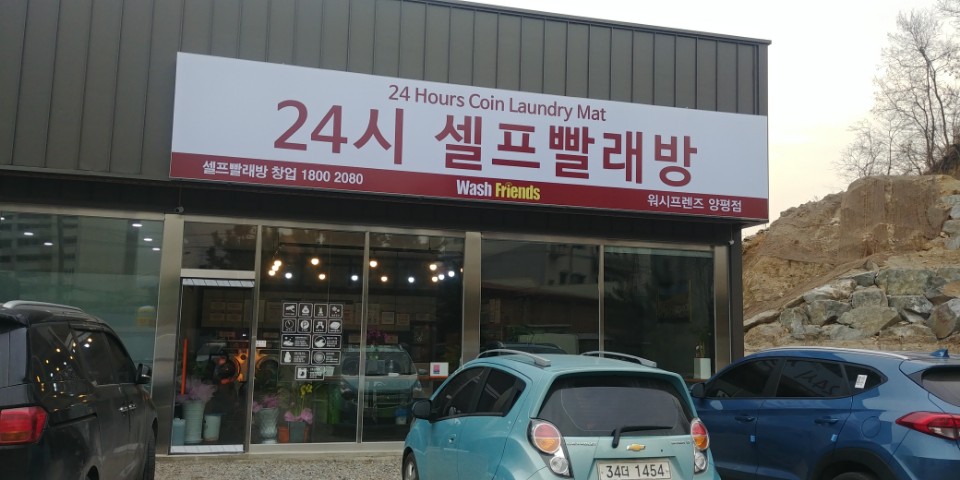 24 Hours Coin Laundry Mat
24시 셀프빨래방
셀프빨래방 창업 1800 2080
Wash Friends
워시프렌즈 양평점
34더 1454